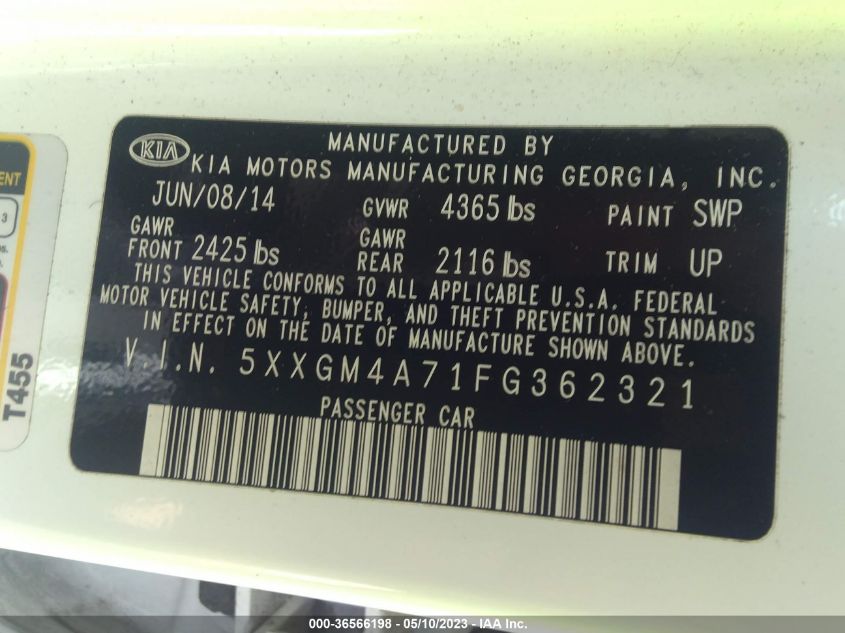 KIA
MANUFACTURED BY
KIA MOTORS MANUFACTURING GEORGIA, INC.
JUN/08/14 GVWR 4365 lbs PAINT SWP
GAWR FRONT 2425 lbs GAWR REAR 2116 lbs TRIM UP
THIS VEHICLE CONFORMS TO ALL APPLICABLE U.S.A. FEDERAL
MOTOR VEHICLE SAFETY, BUMPER, AND THEFT PREVENTION STANDARDS
IN EFFECT ON THE DATE OF MANUFACTURE SHOWN ABOVE.
V.I.N. 5XXGM4A71FG362321
PASSENGER CAR
T455
000-36566198 - 05/10/2023 - IAA Inc.